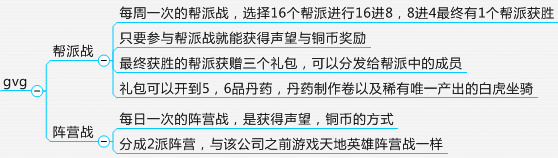 gvg
帮派战
每周一次的帮派战，选择16个帮派进行16进8，8进4最终有1个帮派获胜
只要参与帮派战就能获得声望与铜币奖励
最终获胜的帮派获赠三个礼包，可以分发给帮派中的成员
礼包可以开到5，6品丹药，丹药制作卷以及稀有唯一产出的白虎坐骑
阵营战
每日一次的阵营战，是获得声望，铜币的方式
分成2派阵营，与该公司之前游戏天地英雄阵营战一样